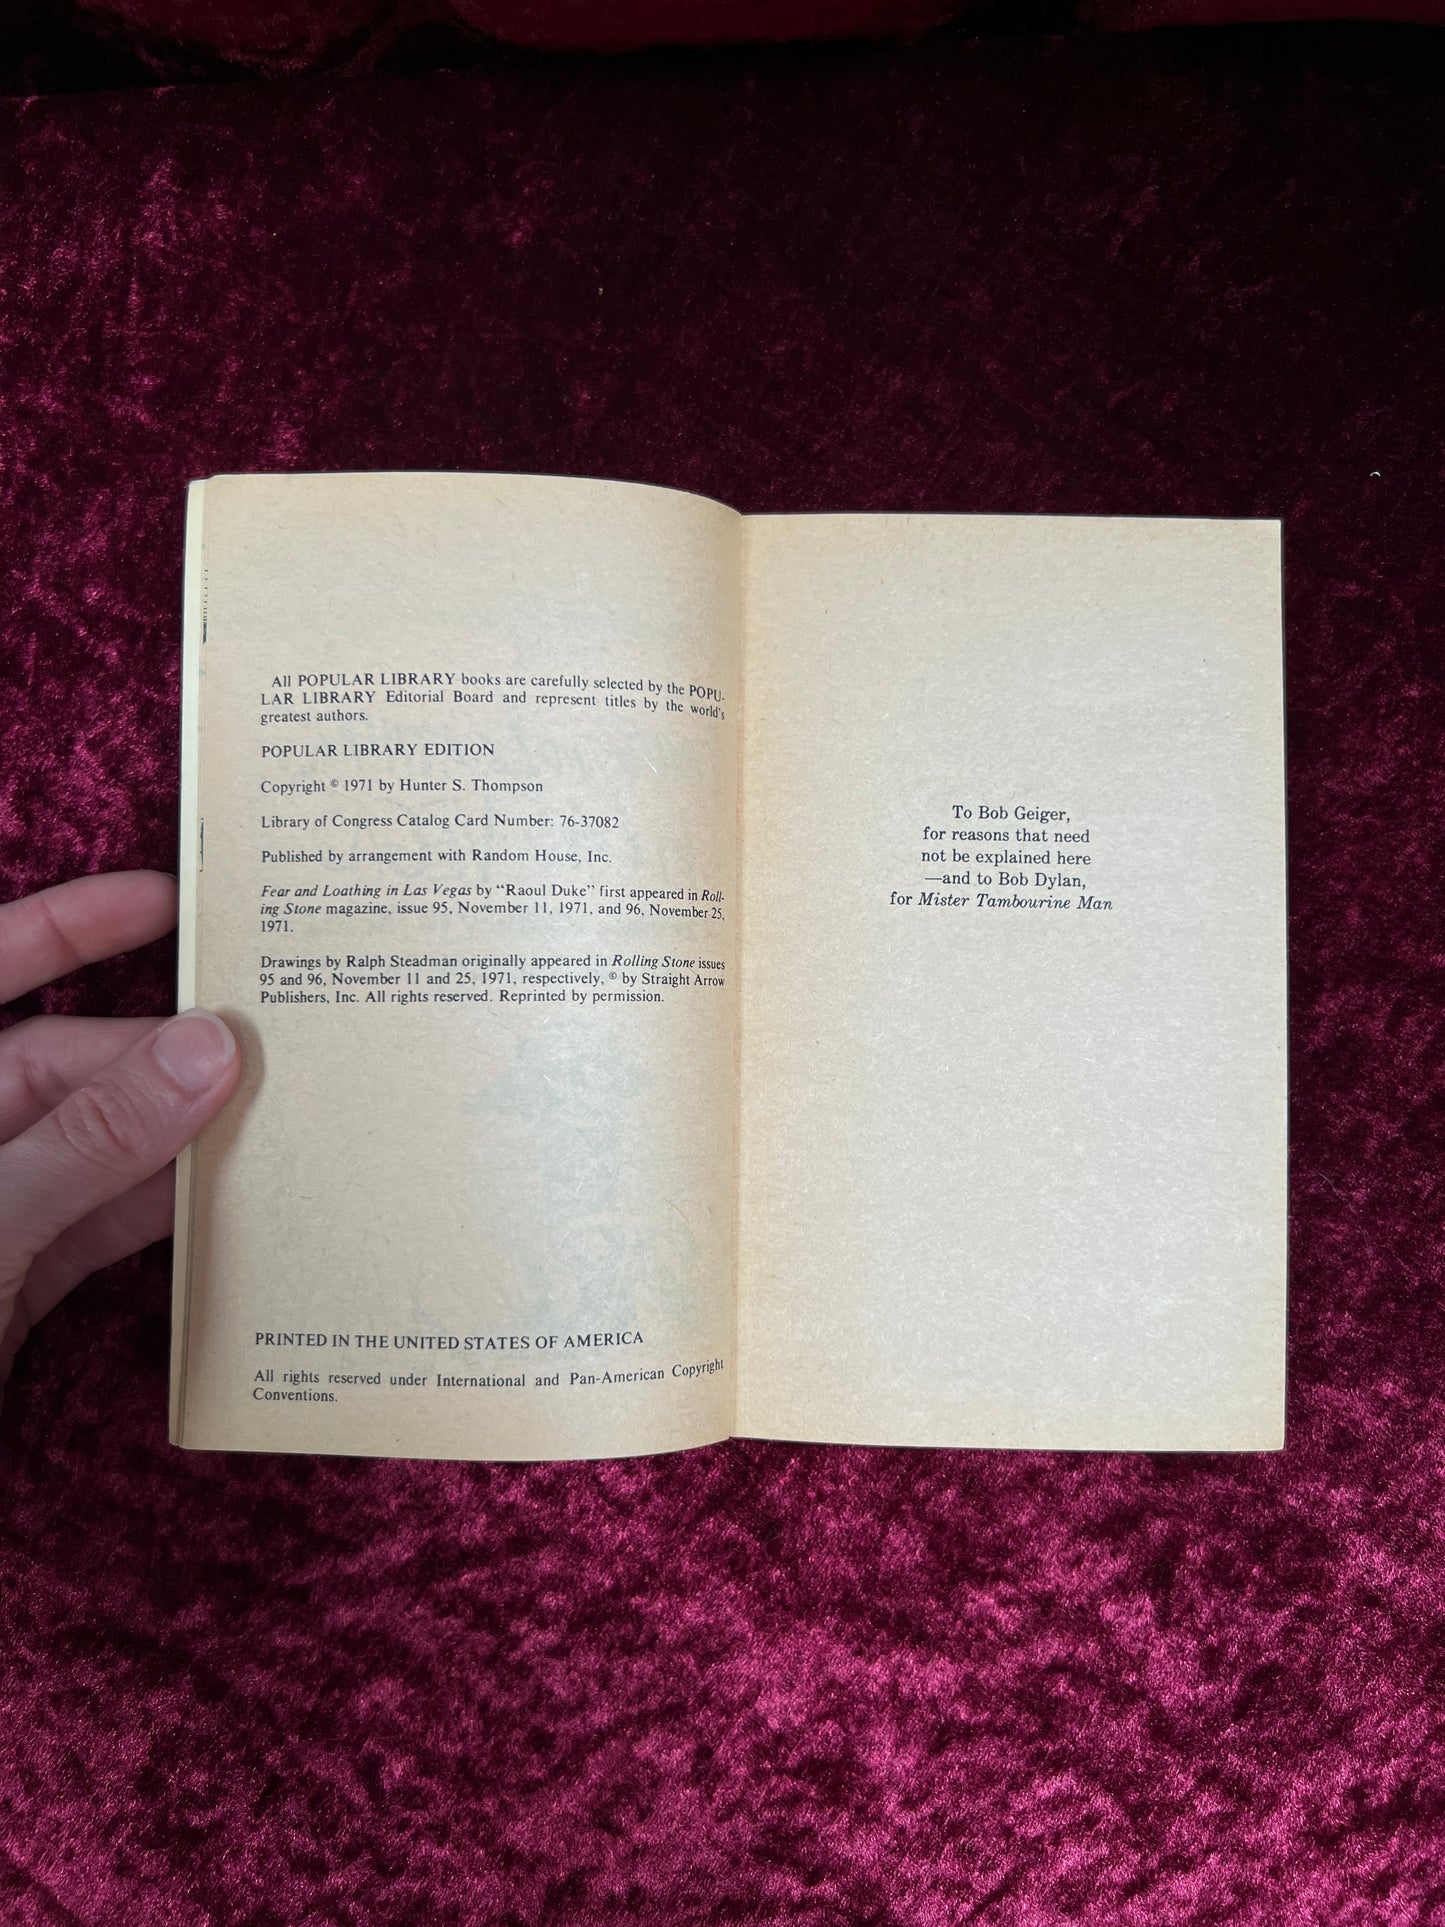 All POPULAR LIBRARY books are carefully selected by the POPU-
LAR LIBRARY Editorial Board and represent titles by the world's
greatest authors.
POPULAR LIBRARY EDITION
Copyright © 1971 by Hunter S. Thompson
Library of Congress Catalog Card Number: 76-37082
Published by arrangement with Random House, Inc.
Fear and Loathing in Las Vegas by "Raoul Duke" first appeared in Roll-
ing Stone magazine, issue 95, November 11, 1971, and 96, November 25,
1971.
Drawings by Ralph Steadman originally appeared in Rolling Stone issues
95 and 96, November 11 and 25, 1971, respectively, © by Straight Arrow
Publishers, Inc. All rights reserved. Reprinted by permission.
PRINTED IN THE UNITED STATES OF AMERICA
All rights reserved under International and Pan-American Copyright
Conventions.
To Bob Geiger,
for reasons that need
not be explained here
—and to Bob Dylan,
for Mister Tambourine Man